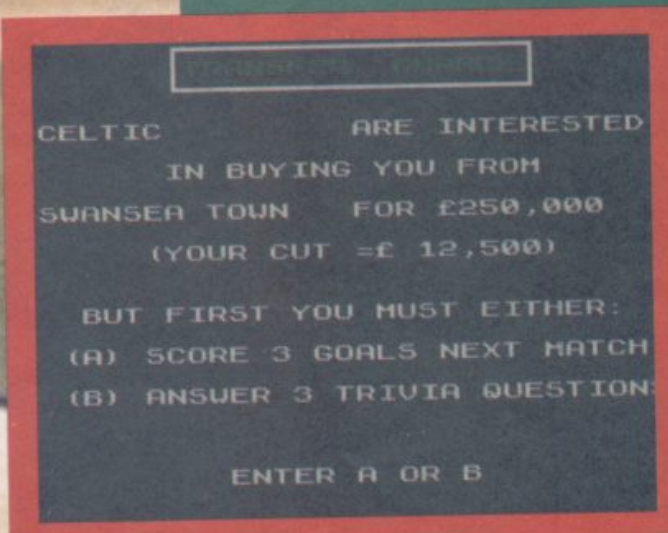 CELTIC ARE INTERESTED
IN BUYING YOU FROM
SWANSEA TOWN FOR £250,000
(YOUR CUT =£ 12,500)
BUT FIRST YOU MUST EITHER:
(A) SCORE 3 GOALS NEXT MATCH
(B) ANSWER 3 TRIVIA QUESTION
ENTER A OR B